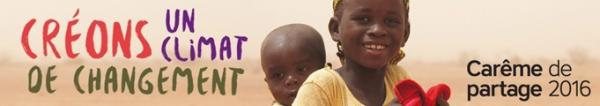 CRÉONS UN
CLIMAT
DE CHANGEMENT
Carême de
partage 2016